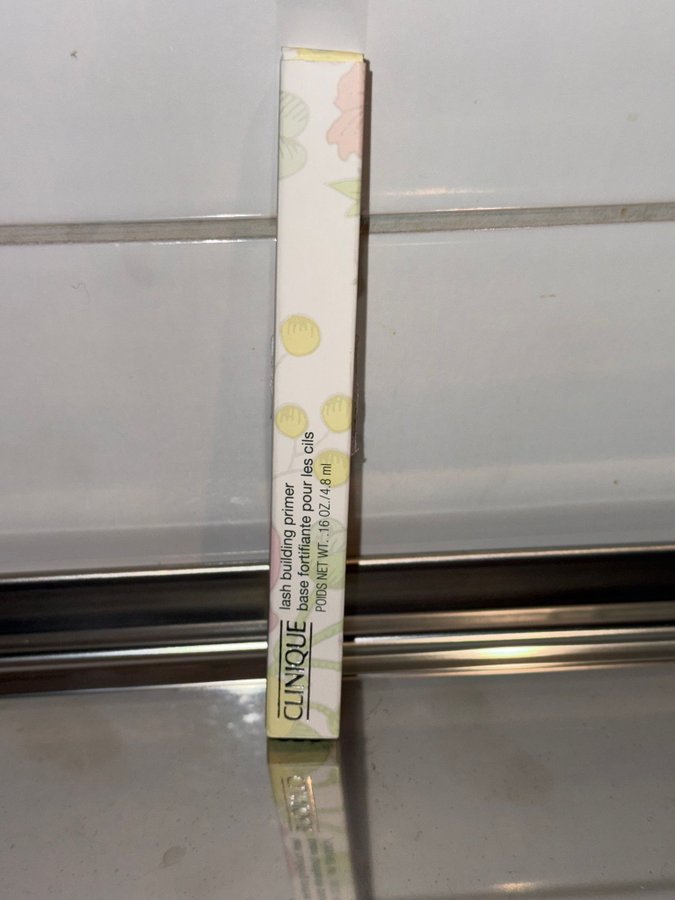 CLINIQUE
lash building primer
base fortifiante pour les cils
POIDS NET WT. .16 OZ./4.8 ml